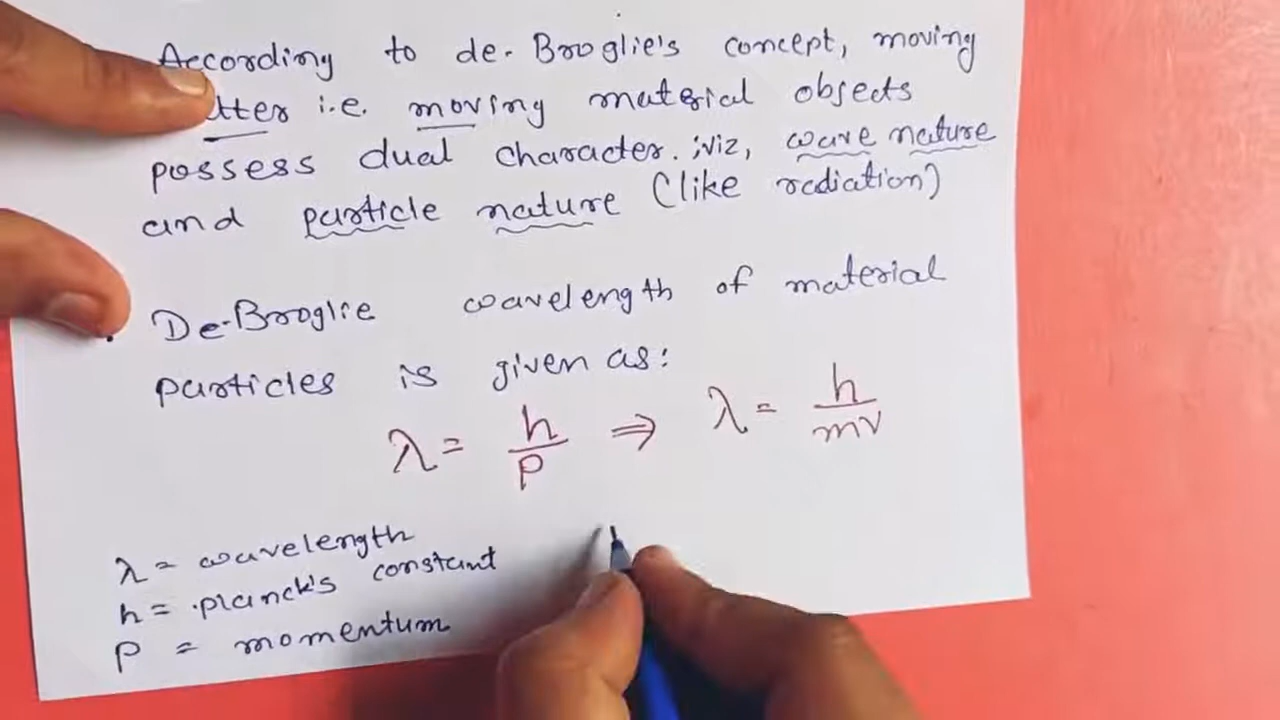 According to de-Broglie's concept, moving
matter i.e. moving material objects
possess dual character. ;viz, wave nature
and particle nature (like radiation)
De-Broglie wavelength of material
particles is given as:
λ = h/p ⇒ λ = h/mv
λ = wavelength
h = planck's constant
P = momentum